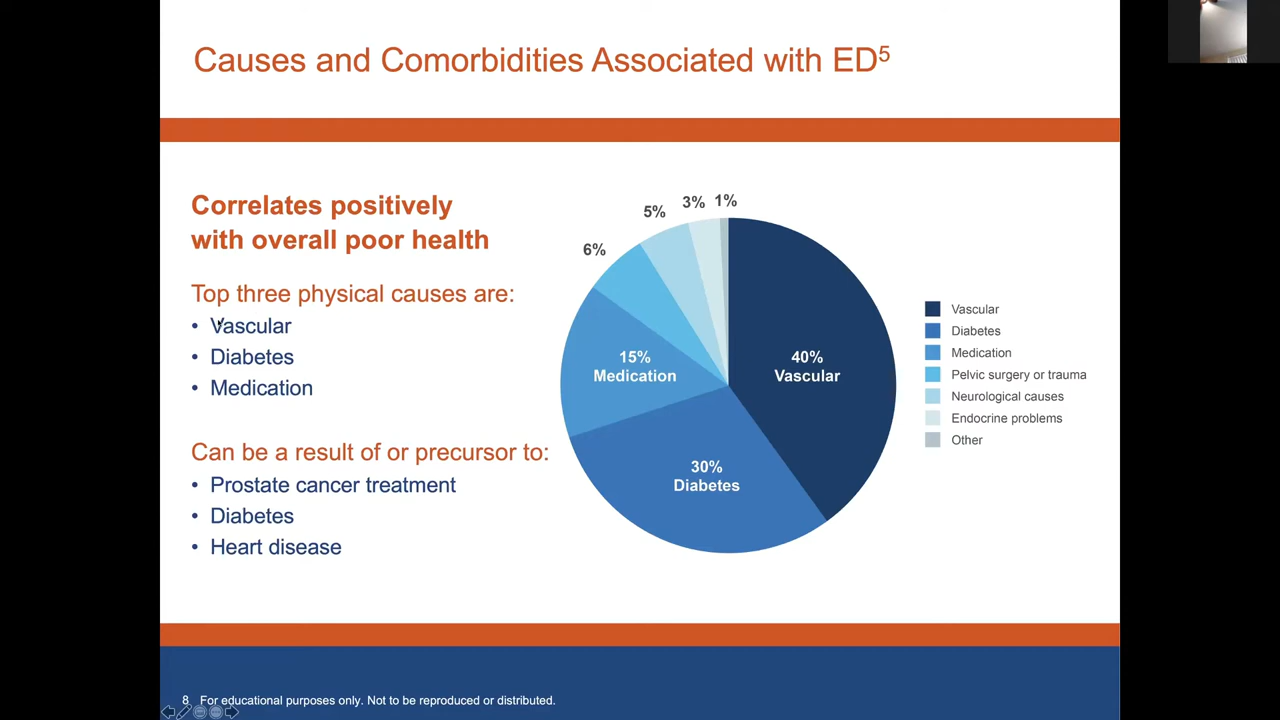 Causes and Comorbidities Associated with ED⁵
Correlates positively
with overall poor health
Top three physical causes are:
• Vascular
• Diabetes
• Medication
Can be a result of or precursor to:
• Prostate cancer treatment
• Diabetes
• Heart disease
6%
5%
3%
1%
15%
Medication
40%
Vascular
30%
Diabetes
Vascular
Diabetes
Medication
Pelvic surgery or trauma
Neurological causes
Endocrine problems
Other
8 For educational purposes only. Not to be reproduced or distributed.